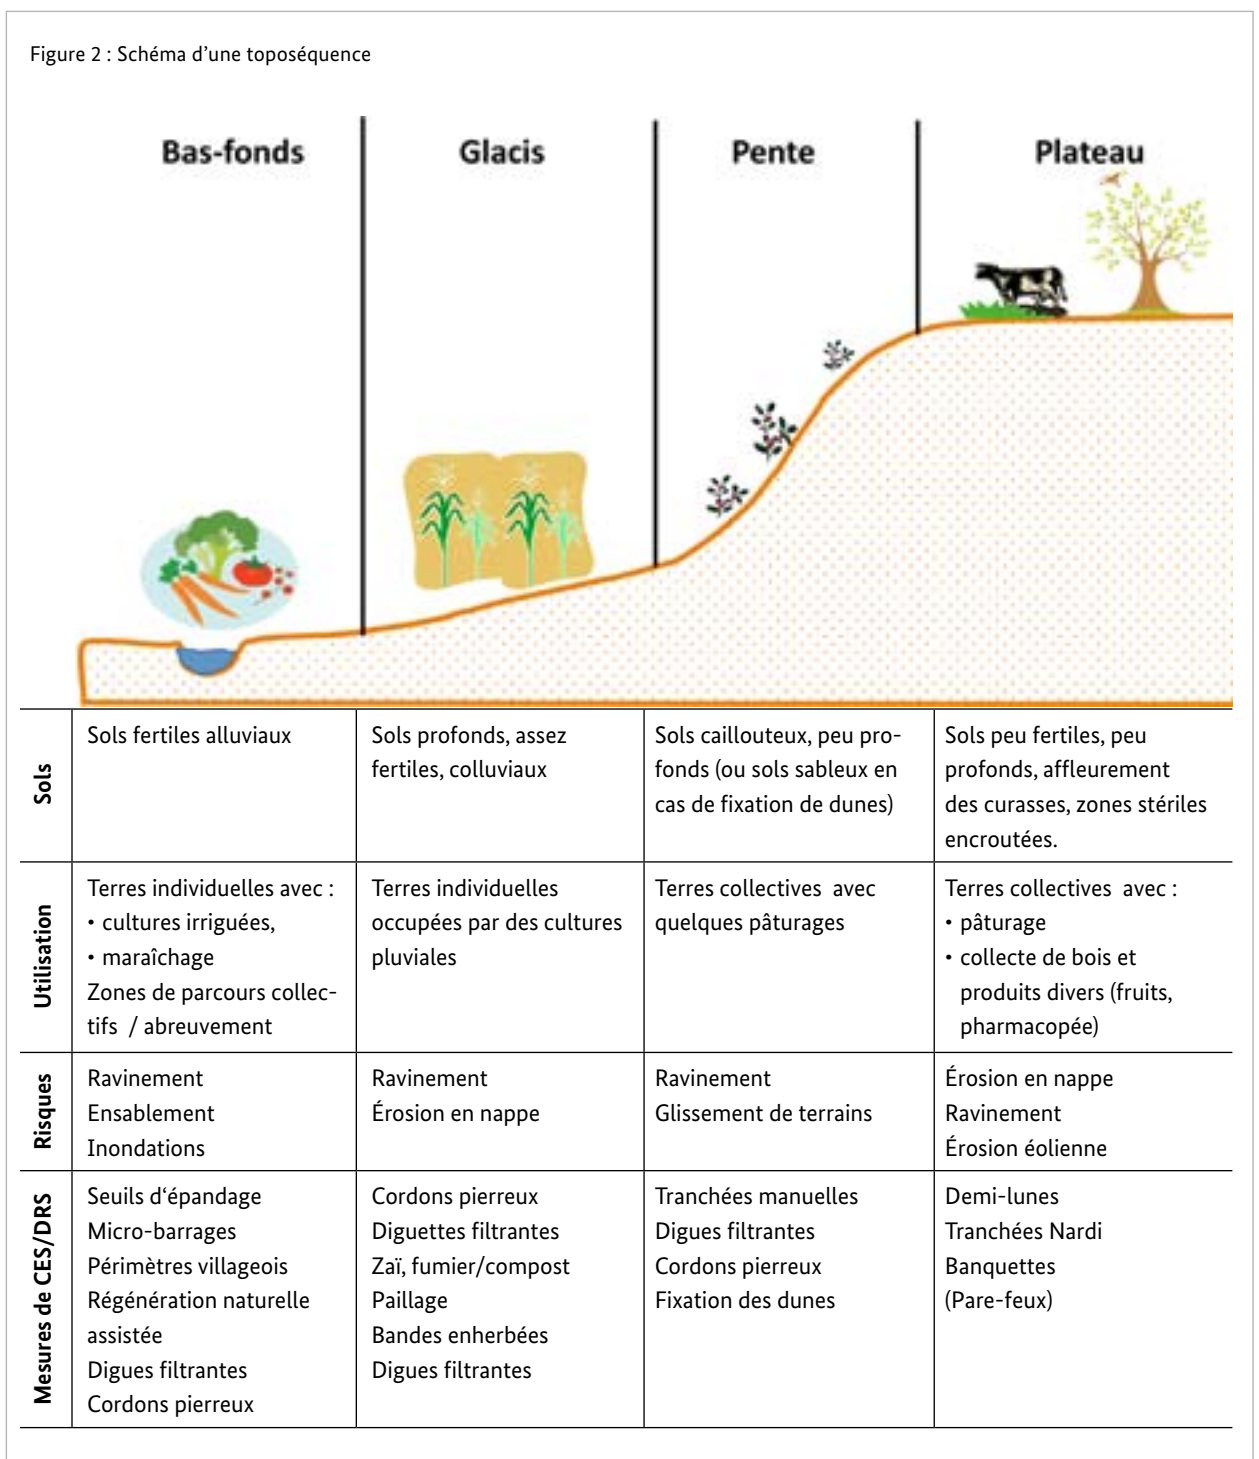 Figure 2 : Schéma d’une toposéquence
Bas-fonds
Glacis
Pente
Plateau
Sols
Sols fertiles alluviaux
Sols profonds, assez
fertiles, colluviaux
Sols caillouteux, peu pro-
fonds (ou sols sableux en
cas de fixation de dunes)
Sols peu fertiles, peu
profonds, affleurement
des curasses, zones stériles
encroutées.
Utilisation
Terres individuelles avec :
• cultures irriguées,
• maraîchage
Zones de parcours collec-
tifs / abreuvement
Terres individuelles
occupées par des cultures
pluviales
Terres collectives avec
quelques pâturages
Terres collectives avec :
• pâturage
• collecte de bois et
produits divers (fruits,
pharmacopée)
Risques
Ravinement
Ensablement
Inondations
Ravinement
Érosion en nappe
Ravinement
Glissement de terrains
Érosion en nappe
Ravinement
Érosion éolienne
Mesures de CES/DRS
Seuils d‘épandage
Micro-barrages
Périmètres villageois
Régénération naturelle
assistée
Digues filtrantes
Cordons pierreux
Cordons pierreux
Diguettes filtrantes
Zaï, fumier/compost
Paillage
Bandes enherbées
Digues filtrantes
Tranchées manuelles
Digues filtrantes
Cordons pierreux
Fixation des dunes
Demi-lunes
Tranchées Nardi
Banquettes
(Pare-feux)